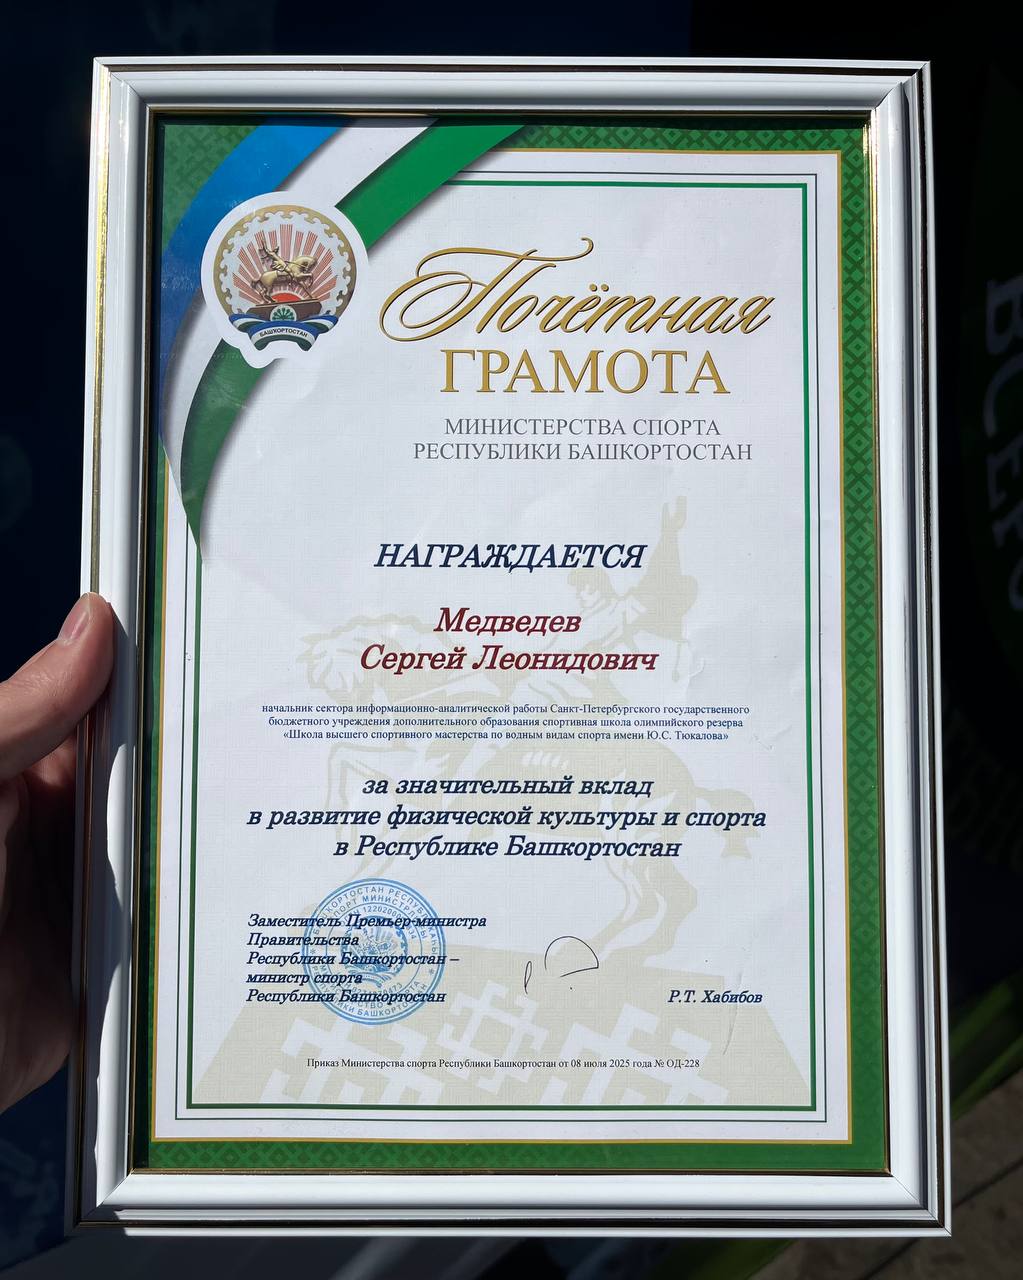 БАШКОРТОСТАН
Почётная
ГРАМОТА
МИНИСТЕРСТВА СПОРТА
РЕСПУБЛИКИ БАШКОРТОСТАН
НАГРАЖДАЕТСЯ
Медведев
Сергей Леонидович
начальник сектора информационно-аналитической работы Санкт-Петербургского государственного
бюджетного учреждения дополнительного образования спортивная школа олимпийского резерва
«Школа высшего спортивного мастерства по водным видам спорта имени Ю.С. Тюкалова»
за значительный вклад
в развитие физической культуры и спорта
в Республике Башкортостан
Заместитель Премьер-министра
Правительства
Республики Башкортостан –
министр спорта
Республики Башкортостан
Р.Т. Хабибов
Приказ Министерства спорта Республики Башкортостан от 08 июля 2025 года № ОД-228